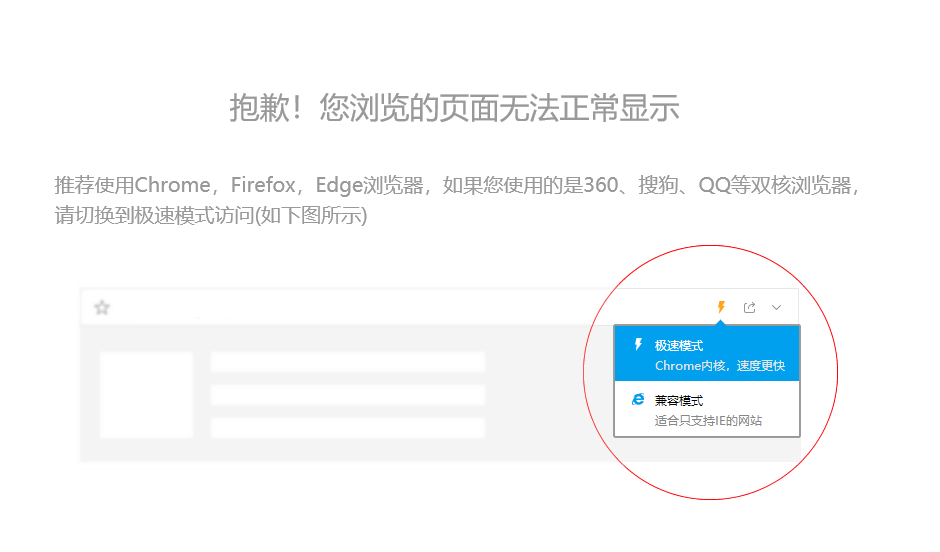 抱歉！您浏览的页面无法正常显示
推荐使用Chrome，Firefox，Edge浏览器，如果您使用的是360、搜狗、QQ等双核浏览器，
请切换到极速模式访问(如下图所示)
极速模式
Chrome内核，速度更快
兼容模式
适合只支持IE的网站